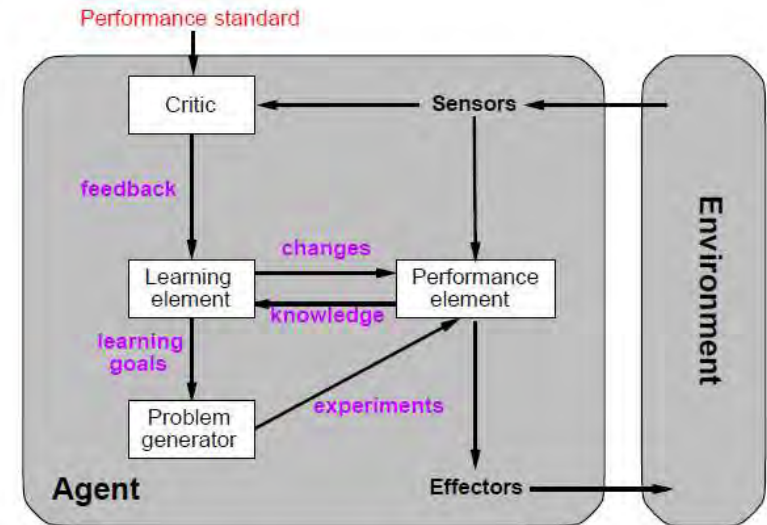 Performance standard
Critic
Sensors
feedback
changes
Learning
element
Performance
element
knowledge
learning
goals
experiments
Problem
generator
Agent
Effectors
Environment